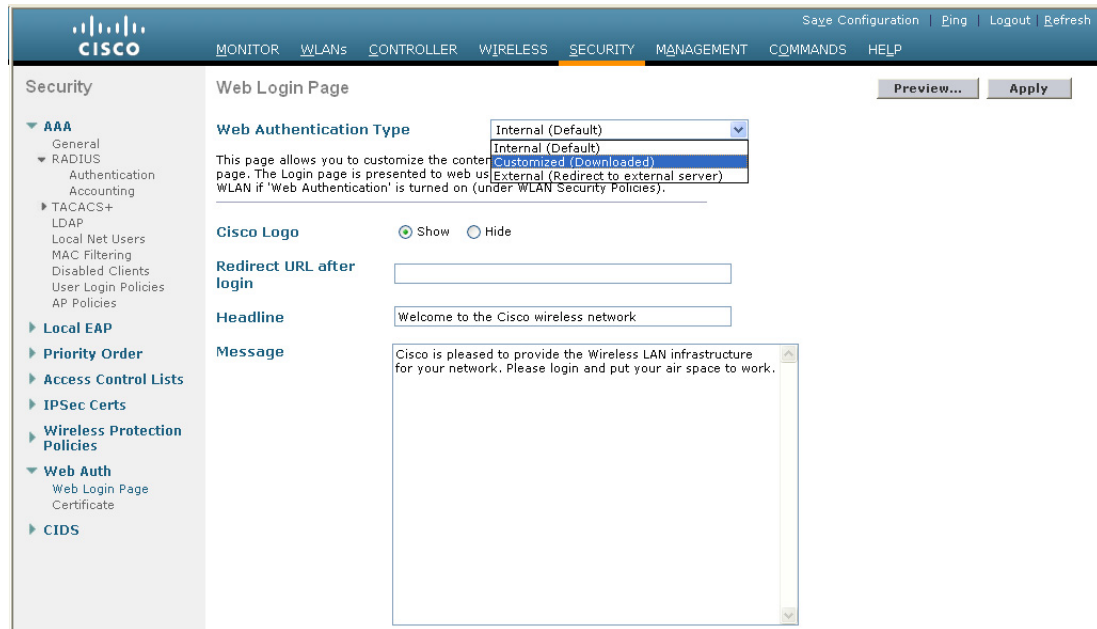 Save Configuration | Ping | Logout | Refresh
CISCO
MONITOR WLANs CONTROLLER WIRELESS SECURITY MANAGEMENT COMMANDS HELP
Security
AAA
General
RADIUS
Authentication
Accounting
TACACS+
LDAP
Local Net Users
MAC Filtering
Disabled Clients
User Login Policies
AP Policies
Local EAP
Priority Order
Access Control Lists
IPSec Certs
Wireless Protection
Policies
Web Auth
Web Login Page
Certificate
CIDS
Web Login Page
Preview... Apply
Web Authentication Type
Internal (Default)
Internal (Default)
Customized (Downloaded)
External (Redirect to external server)
This page allows you to customize the conten
page. The Login page is presented to web us
WLAN if 'Web Authentication' is turned on (under WLAN Security Policies).
Cisco Logo
Show Hide
Redirect URL after
login
Headline
Welcome to the Cisco wireless network
Message
Cisco is pleased to provide the Wireless LAN infrastructure
for your network. Please login and put your air space to work.